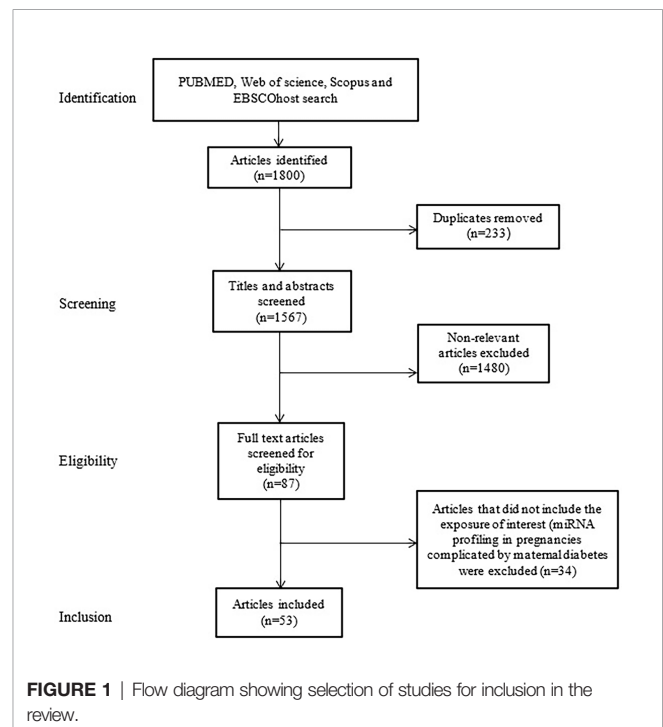 Identification
PUBMED, Web of science, Scopus and
EBSCOhost search
Articles identified
(n=1800)
Duplicates removed
(n=233)
Screening
Titles and abstracts
screened
(n=1567)
Non-relevant
articles excluded
(n=1480)
Eligibility
Full text articles
screened for
eligibility
(n=87)
Articles that did not include the
exposure of interest (miRNA
profiling in pregnancies
complicated by maternal diabetes
were excluded (n=34)
Inclusion
Articles included
(n=53)
FIGURE 1 | Flow diagram showing selection of studies for inclusion in the
review.